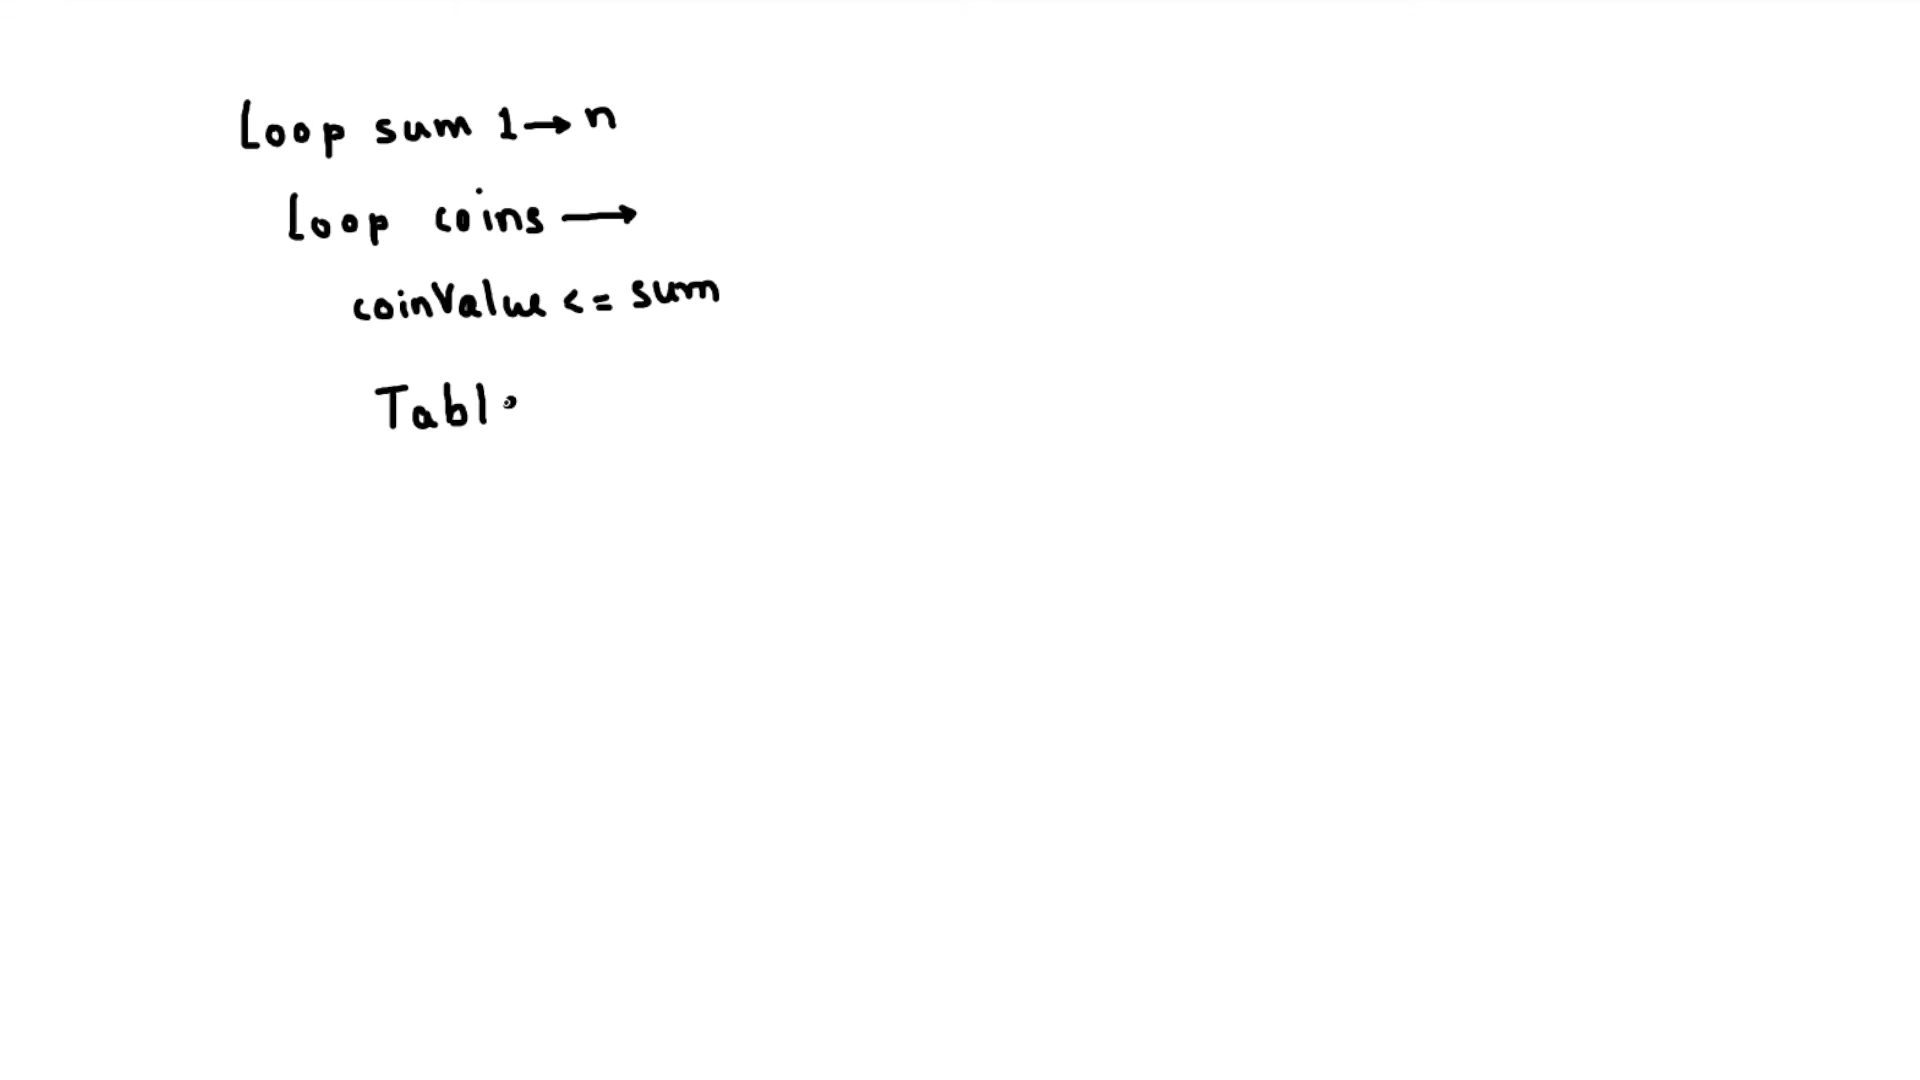 Loop sum 1→n
Loop coins →
coinValue <= sum
Tabl